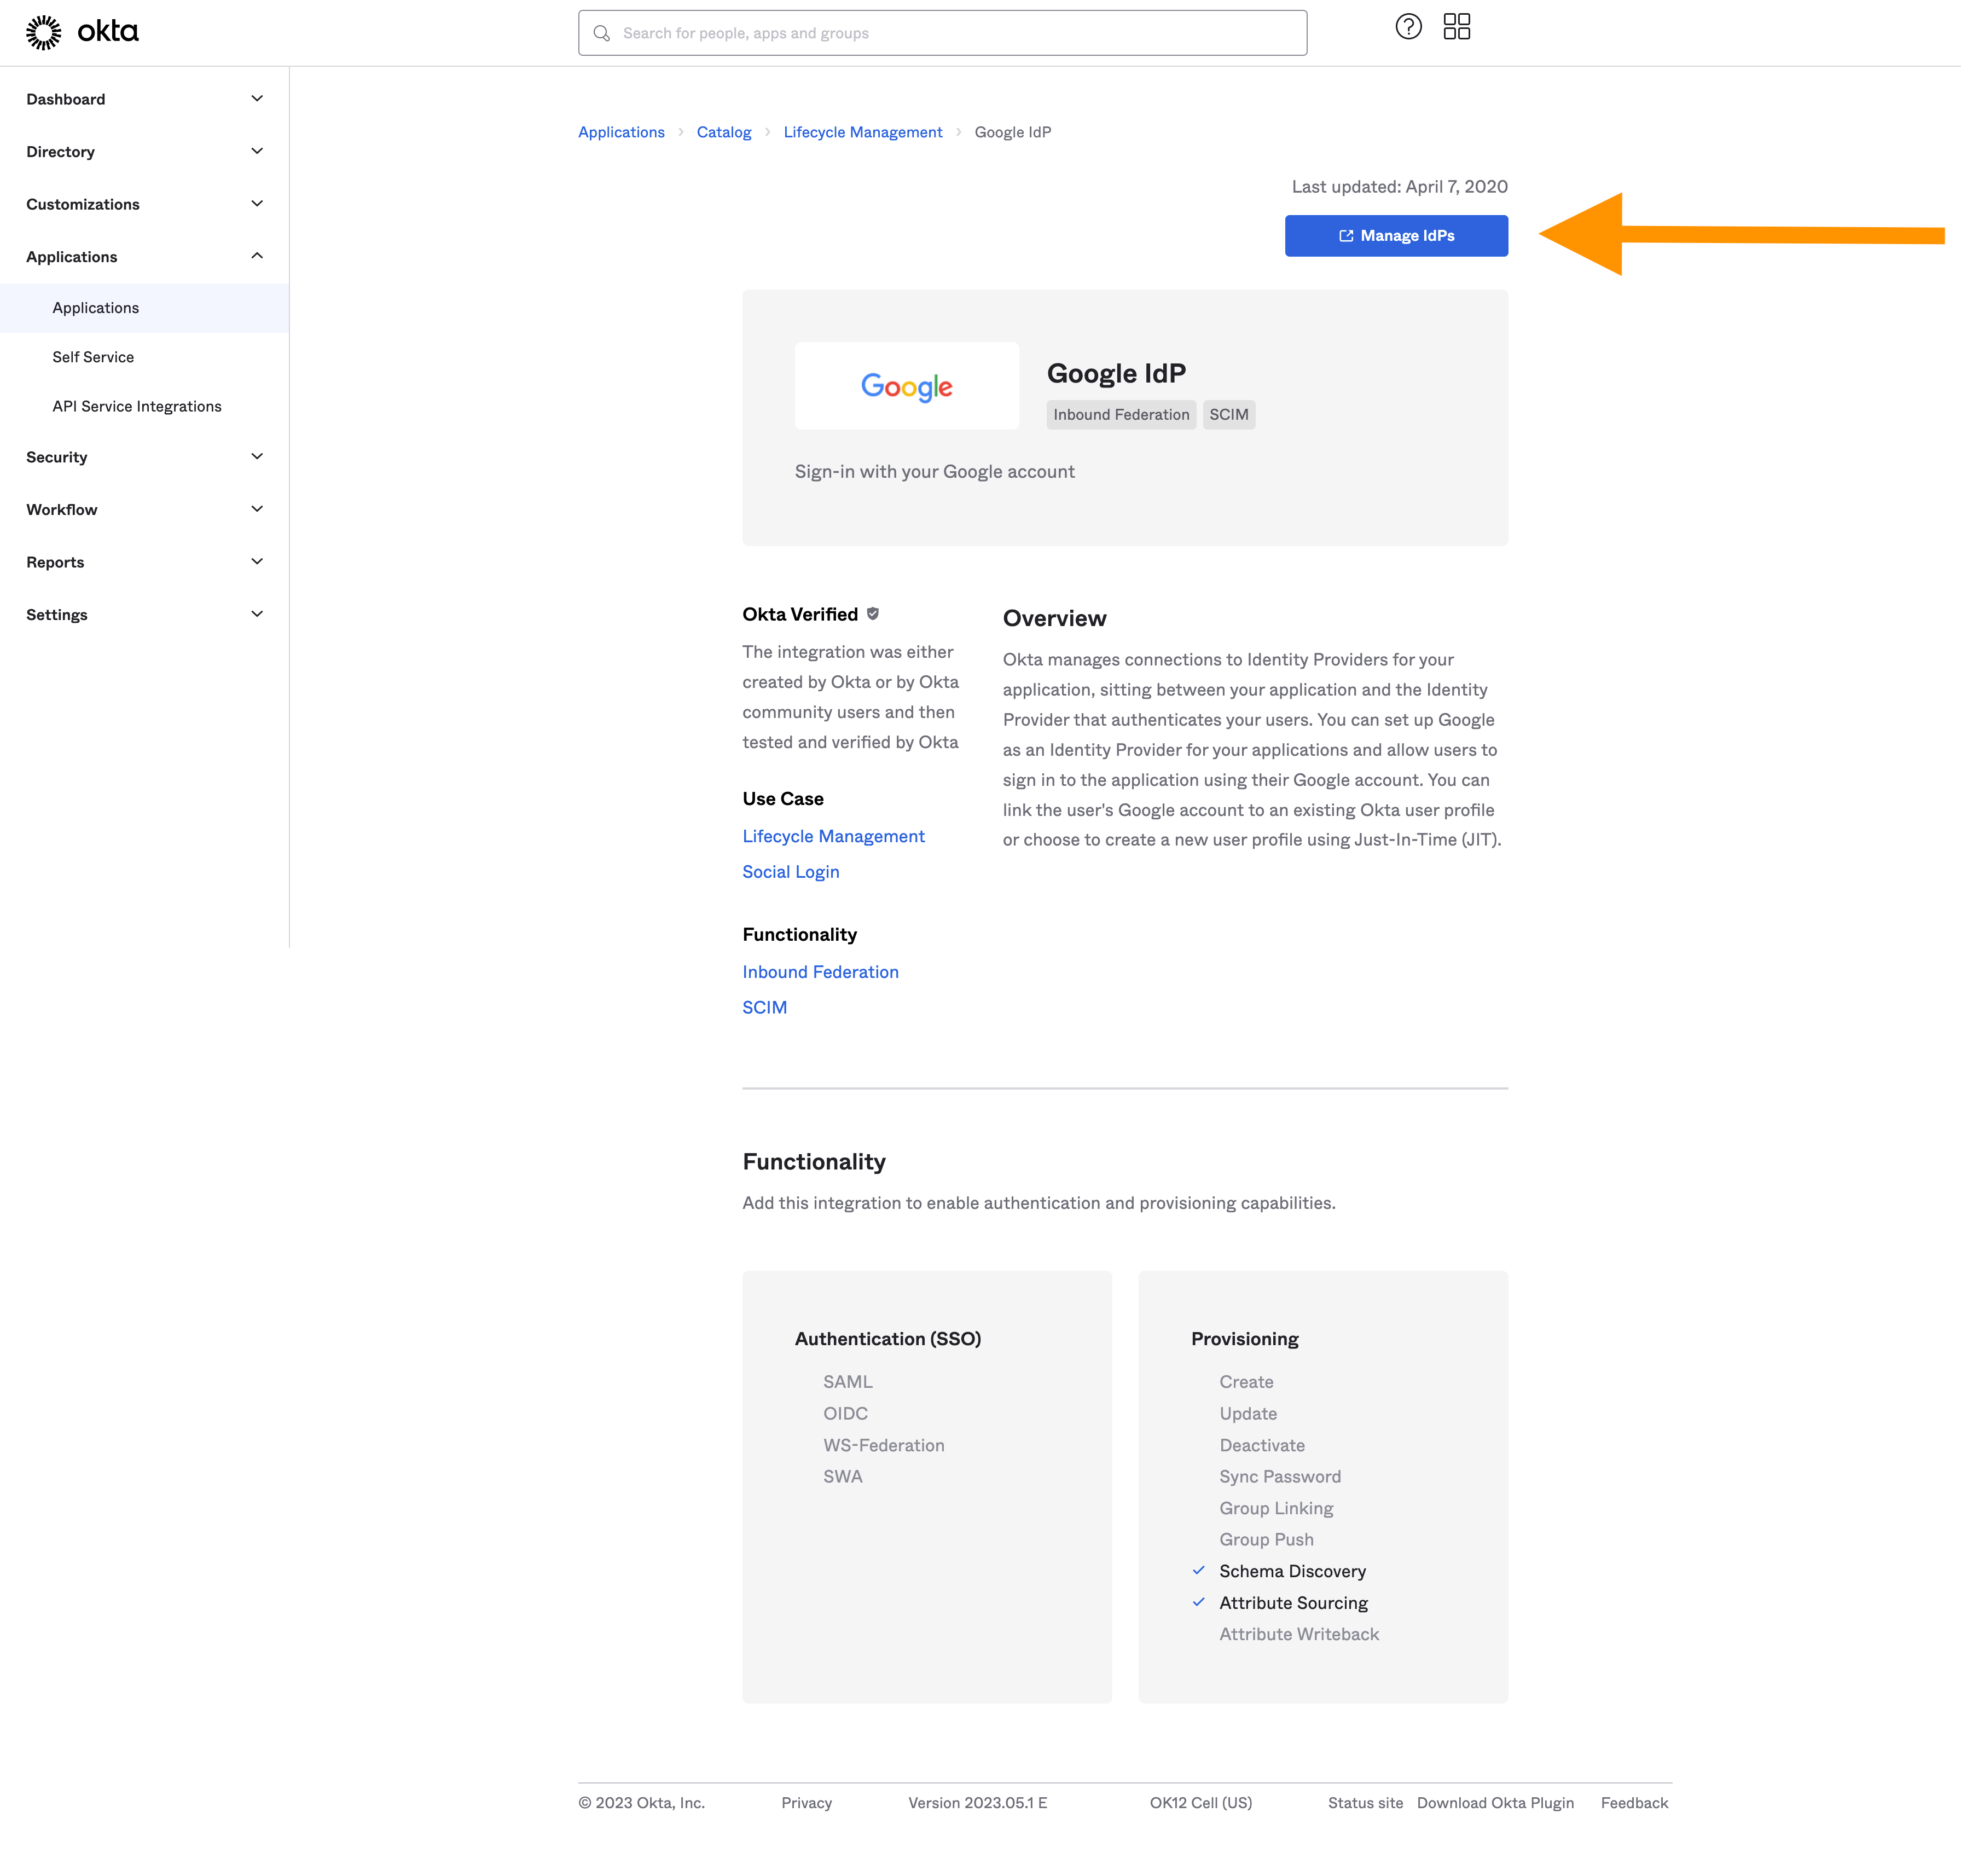 okta
Search for people, apps and groups
Dashboard
Directory
Customizations
Applications
Applications
Self Service
API Service Integrations
Security
Workflow
Reports
Settings
Applications > Catalog > Lifecycle Management > Google IdP
Last updated: April 7, 2020
Manage IdPs
Google
Google IdP
Inbound Federation SCIM
Sign-in with your Google account
Okta Verified
The integration was either
created by Okta or by Okta
community users and then
tested and verified by Okta
Use Case
Lifecycle Management
Social Login
Functionality
Inbound Federation
SCIM
Overview
Okta manages connections to Identity Providers for your
application, sitting between your application and the Identity
Provider that authenticates your users. You can set up Google
as an Identity Provider for your applications and allow users to
sign in to the application using their Google account. You can
link the user's Google account to an existing Okta user profile
or choose to create a new user profile using Just-In-Time (JIT).
Functionality
Add this integration to enable authentication and provisioning capabilities.
Authentication (SSO)
SAML
OIDC
WS-Federation
SWA
Provisioning
Create
Update
Deactivate
Sync Password
Group Linking
Group Push
Schema Discovery
Attribute Sourcing
Attribute Writeback
© 2023 Okta, Inc. Privacy Version 2023.05.1 E OK12 Cell (US) Status site Download Okta Plugin Feedback